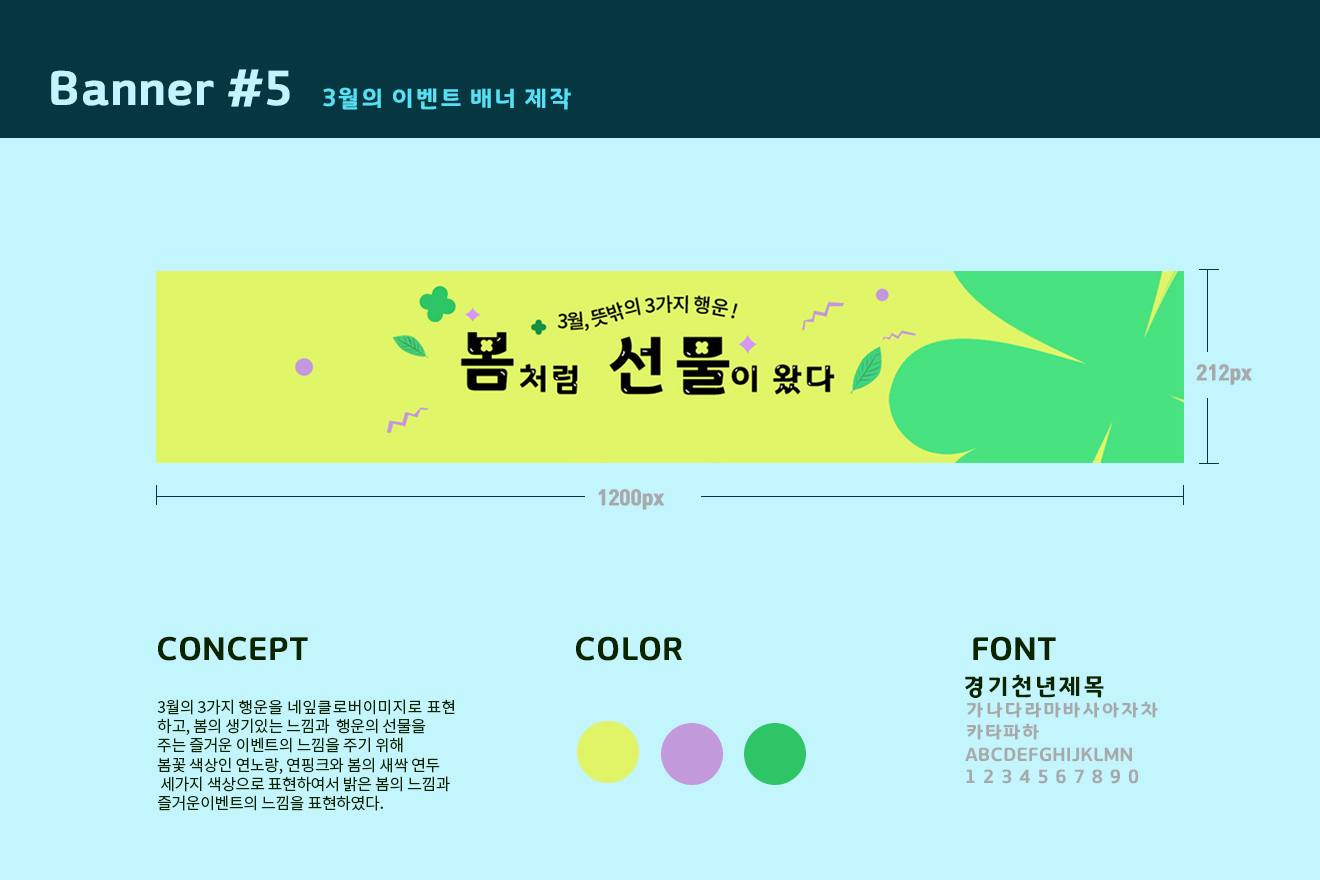 Banner #5 3월의 이벤트 배너 제작
3월, 뜻밖의 3가지 행운!
봄처럼 선물이 왔다
212px
1200px
CONCEPT
3월의 3가지 행운을 네잎클로버이미지로 표현
하고, 봄의 생기있는 느낌과 행운의 선물을
주는 즐거운 이벤트의 느낌을 주기 위해
봄꽃 색상인 연노랑, 연핑크와 봄의 새싹 연두
세가지 색상으로 표현하여서 밝은 봄의 느낌과
즐거운이벤트의 느낌을 표현하였다.
COLOR
FONT
경기천년제목
가나다라마바사아자차
카타파하
ABCDEFGHIJKLMN
1 2 3 4 5 6 7 8 9 0